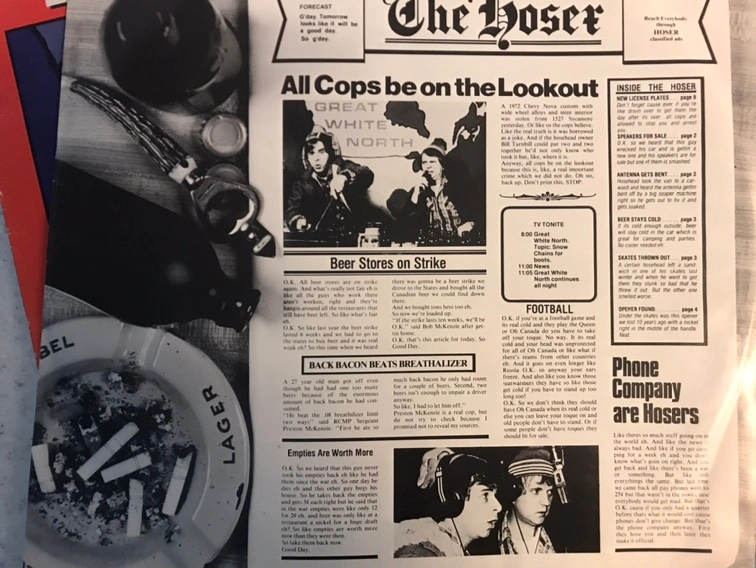 FORECAST
G'day. Tomorrow
looks like it will be
a good day.
So g'day.
The Hoser
Reach Everybody
through
HOSER
classified ads
All Cops be on the Lookout
GREAT
WHITE
NORTH
A 1972 Chevy Nova custom with
wide wheel alloys and mint interior
was stolen from 1527 Sycamore
yesterday. Or like so the cops believe.
Like the real truth is it was borrowed
as a joke. And if the hosehead owner
Bill Turnbull could put two and two
together he'd not only know who
took it but, like, where it is.
Anyway, all cops be on the lookout
because this is, like, a real important
crime which we did not do. Oh no,
back up. Don't print this. STOP.
TV TONITE
8:00 Great
White North.
Topic: Snow
Chains for
boots.
11:00 News
11:05 Great White
North continues
all night
Beer Stores on Strike
O.K. All beer stores are on strike
again. And what's really not fair eh is
like all the guys who work there
aren't working, right and they're
hangin around all the restaurants that
still have beer left. So like what's fair
eh.
O.K. So like last year the beer strike
lasted 6 weeks and we had to go to
the states to buy beer and it was real
weak eh? So this time when we heard
there was gonna be a beer strike we
drove to the States and bought all the
Canadian beer we could find down
there.
And we bought tons here too eh.
So now we're loaded up.
"If the strike lasts ten weeks, we'll be
O.K." said Bob McKenzie after get-
tin home.
O.K. that's a article for today. So
Good Day.
BACK BACON BEATS BREATHALIZER
A 27 year old man got off even
though he had had one too many
beers because of the enormous
amount of back bacon he had con-
sumed.
"He beat the .08 breathalizer limit
two ways" said RCMP Sergeant
Preston McKenzie. "First he ate so
much back bacon he only had room
for a couple of beers. Second, two
beers isn't enough to impair a driver
anyway.
So like, I had to let him off."
Preston McKenzie is a real cop, but
do not try to check because I
promised not to reveal my sources.
Empties Are Worth More
O.K. So we heard that this guy never
took his empties back eh like he had
them since the war eh. So one day he
dies eh and this other guy buys his
house. So he takes back the empties
and gets 5¢ each right but he said that
in the war empties were like only 12
for 2¢ eh. and beer was only like at a
restaurant a nickel for a huge draft
eh? So like empties are worth more
now than they were then.
So take them back now.
Good Day.
FOOTBALL
O.K. if you're at a football game and
its real cold and they play the Queen
or Oh Canada do you have to take
off your toque. No way. It its real
cold and your head was unprotected
for all of Oh Canada or like what if
there's teams from other countries
eh. And it goes on even longer like
Russia O.K. so anyway your ears
freeze. And also like you know those
seatwarmers they have so like those
get cold if you have to stand up too
long too!
O.K. So we don't think they should
have Oh Canada when its real cold or
else you can leave your toque on and
old people don't have to stand. Or if
some people don't have toques they
should be for sale.
INSIDE THE HOSER
NEW LICENSE PLATES page 8
Don't forget cause ever if you're
like down over to get them the
day after its over all cops are
allowed to stop you and arrest
you.
SPEAKERS FOR SALE page 2
O.K. so we heard that this guy
wrecked his car and is gettin a
new one and his speakers are for
sale but one of them is smashed.
ANTENNA GETS BENT page 3
Hosehead took the van to a car-
wash and heard the antenna gettin
bent off by a big soaper machine
right so he gets out to fix it and
gets soaked.
BEER STAYS COLD page 3
If its cold enough outside, beer
will stay cold in the car which is
great for camping and parties.
So cooler needed eh.
SKATES THROWN OUT page 3
A certain hosehead left a sand-
wich in one of his skates last
winter and when he went to get
them they stunk so bad that he
threw it out. But the other one
smelled worse.
OPENER FOUND page 4
Under the skates was this opener
we lost 10 years ago with a nickel
right in the middle of the handle.
Neat.
Phone
Company
are Hosers
Like theres so much stuff going on in
the world eh. And like the news
always bad. And like if you get cam-
ping for a week eh and you don't
know what's goin on right. And you
get back and like there's been a war
or something. But like
everythings the same. But last time
we came back all pay phones were
25¢ but that wasn't in the news, cause
everybody would get mad. But that's
O.K. cause if you only had a quarter
before thats what it would cost cause
phones don't give change. But that's
the phone company anyway. First
they hose you and then later they
make it official.
BEL
LAGER